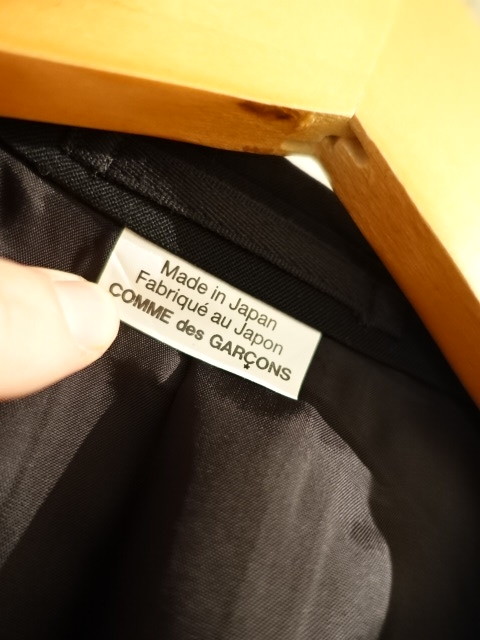 Made in Japan
Fabriqué au Japon
COMME des GARÇONS